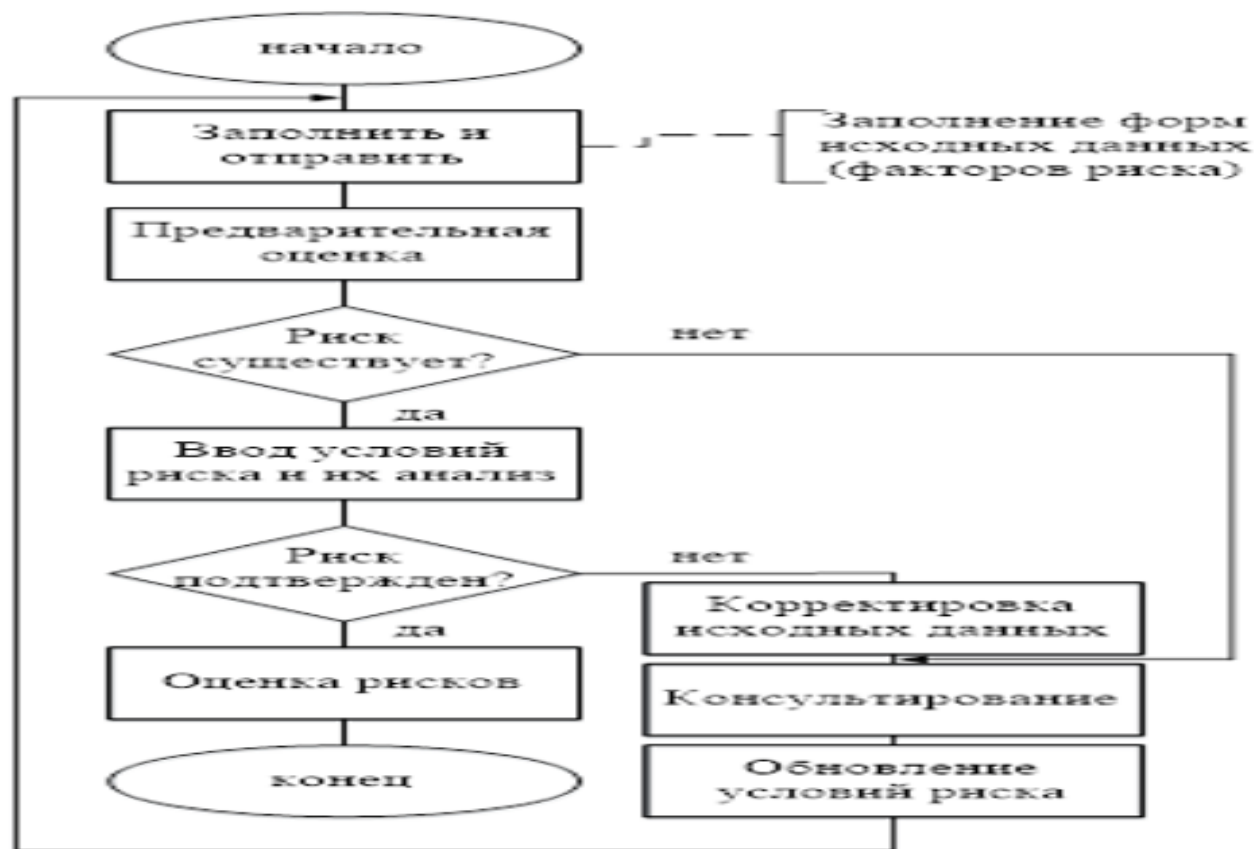 начало
Заполнить и
отправить
Заполнение форм
исходных данных
(факторов риска)
Предварительная
оценка
Риск
существует?
нет
да
Ввод условий
риска и их анализ
Риск
подтвержден?
нет
да
Корректировка
исходных данных
Оценка рисков
Консультирование
конец
Обновление
условий риска